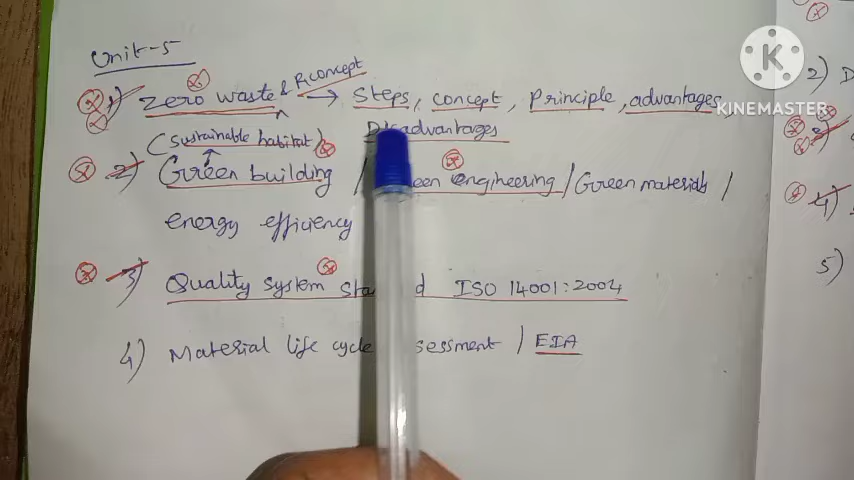 Unit-5
1) Zero waste & R concept → Steps, concept, principle, advantages
Disadvantages
(sustainable habitat)
2) Green building / Green engineering / Green materials /
energy efficiency
3) Quality system ISO 14001:2004
4) Material life cycle assessment / EIA
2) D
4)
5)
KINEMASTER